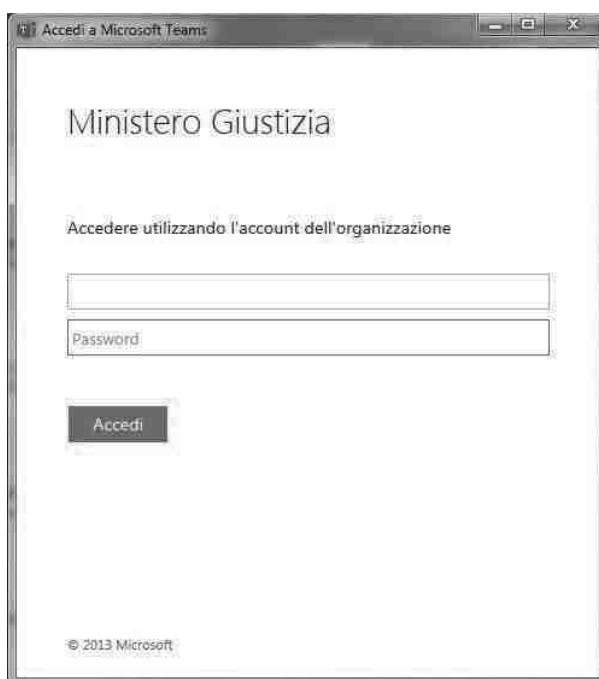 Accedi a Microsoft Teams
Ministero Giustizia
Accedere utilizzando l'account dell'organizzazione
Password
Accedi
© 2013 Microsoft